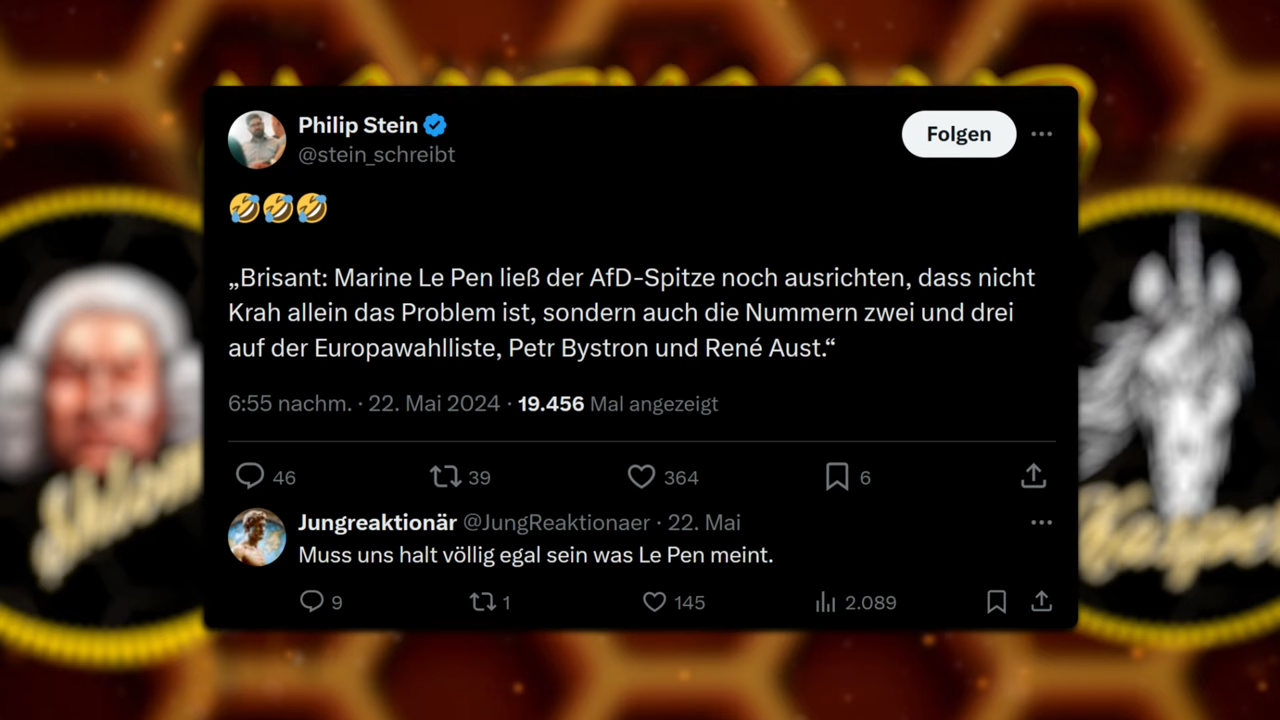 Philip Stein
@stein_schreibt
Folgen
🤣🤣🤣
„Brisant: Marine Le Pen ließ der AfD-Spitze noch ausrichten, dass nicht
Krah allein das Problem ist, sondern auch die Nummern zwei und drei
auf der Europawahlliste, Petr Bystron und René Aust.“
6:55 nachm. · 22. Mai 2024 · 19.456 Mal angezeigt
46 39 364 6
Jungreaktionär @JungReaktionaer · 22. Mai
Muss uns halt völlig egal sein was Le Pen meint.
9 1 145 2.089